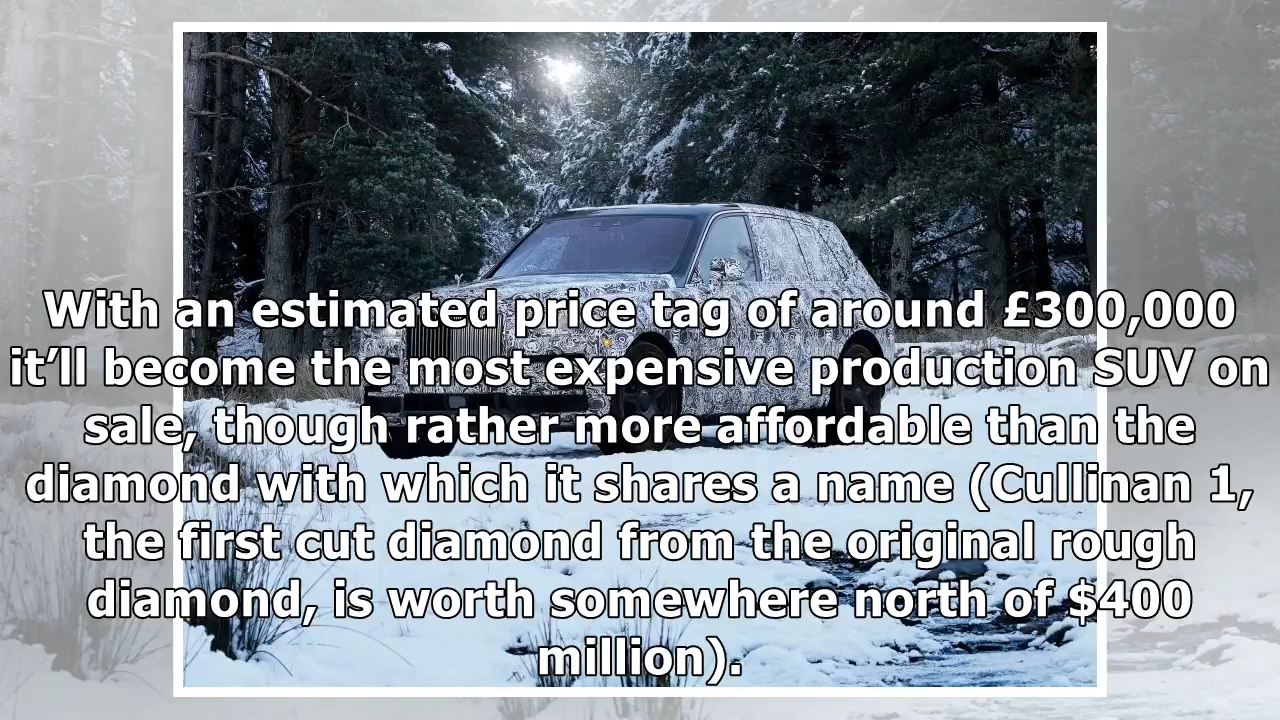 With an estimated price tag of around £300,000
it’ll become the most expensive production SUV on
sale, though rather more affordable than the
diamond with which it shares a name (Cullinan 1,
the first cut diamond from the original rough
diamond, is worth somewhere north of $400
million).